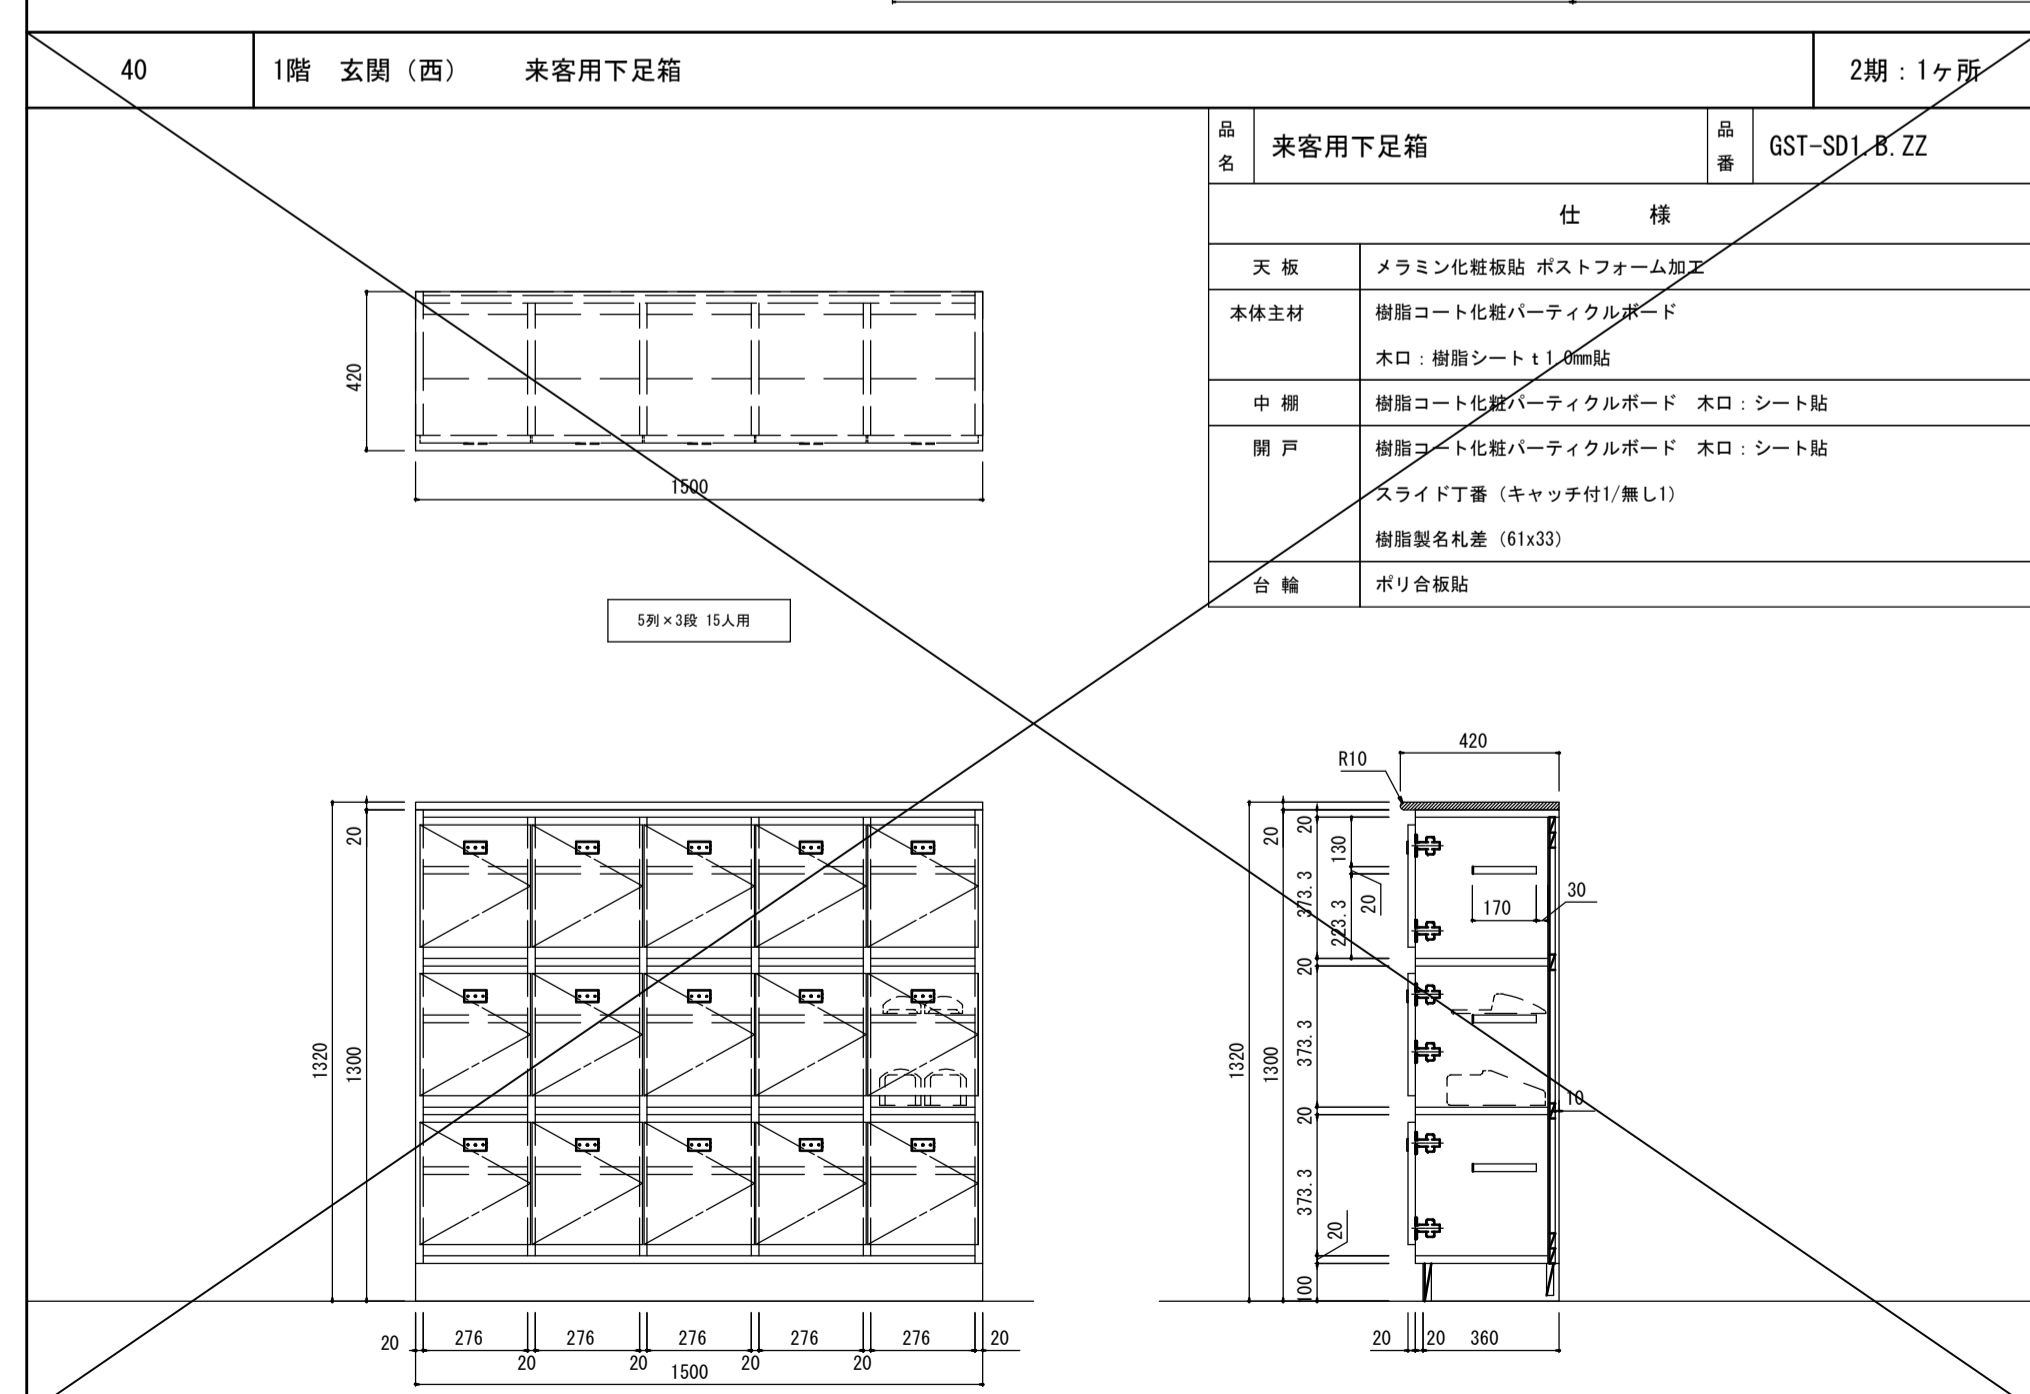 40
1階 玄関（西） 来客用下足箱
2期：1ヶ所
品名
来客用下足箱
品番
GST-SD1.B.ZZ
仕 様
天 板
メラミン化粧板貼 ポストフォーム加工
本体主材
樹脂コート化粧パーティクルボード
木口：樹脂シートt1.0mm貼
中 棚
樹脂コート化粧パーティクルボード 木口：シート貼
開 戸
樹脂コート化粧パーティクルボード 木口：シート貼
スライド丁番（キャッチ付1/無し1）
樹脂製名札差（61x33）
台 輪
ポリ合板貼
420
1500
5列×3段 15人用
20
1320
1300
20
276
276
276
276
276
20
20
20
20
20
1500
420
R10
20
20
130
373.3
223.3
20
170
30
20
1320
1300
373.3
10
20
373.3
20
100
20
20
360